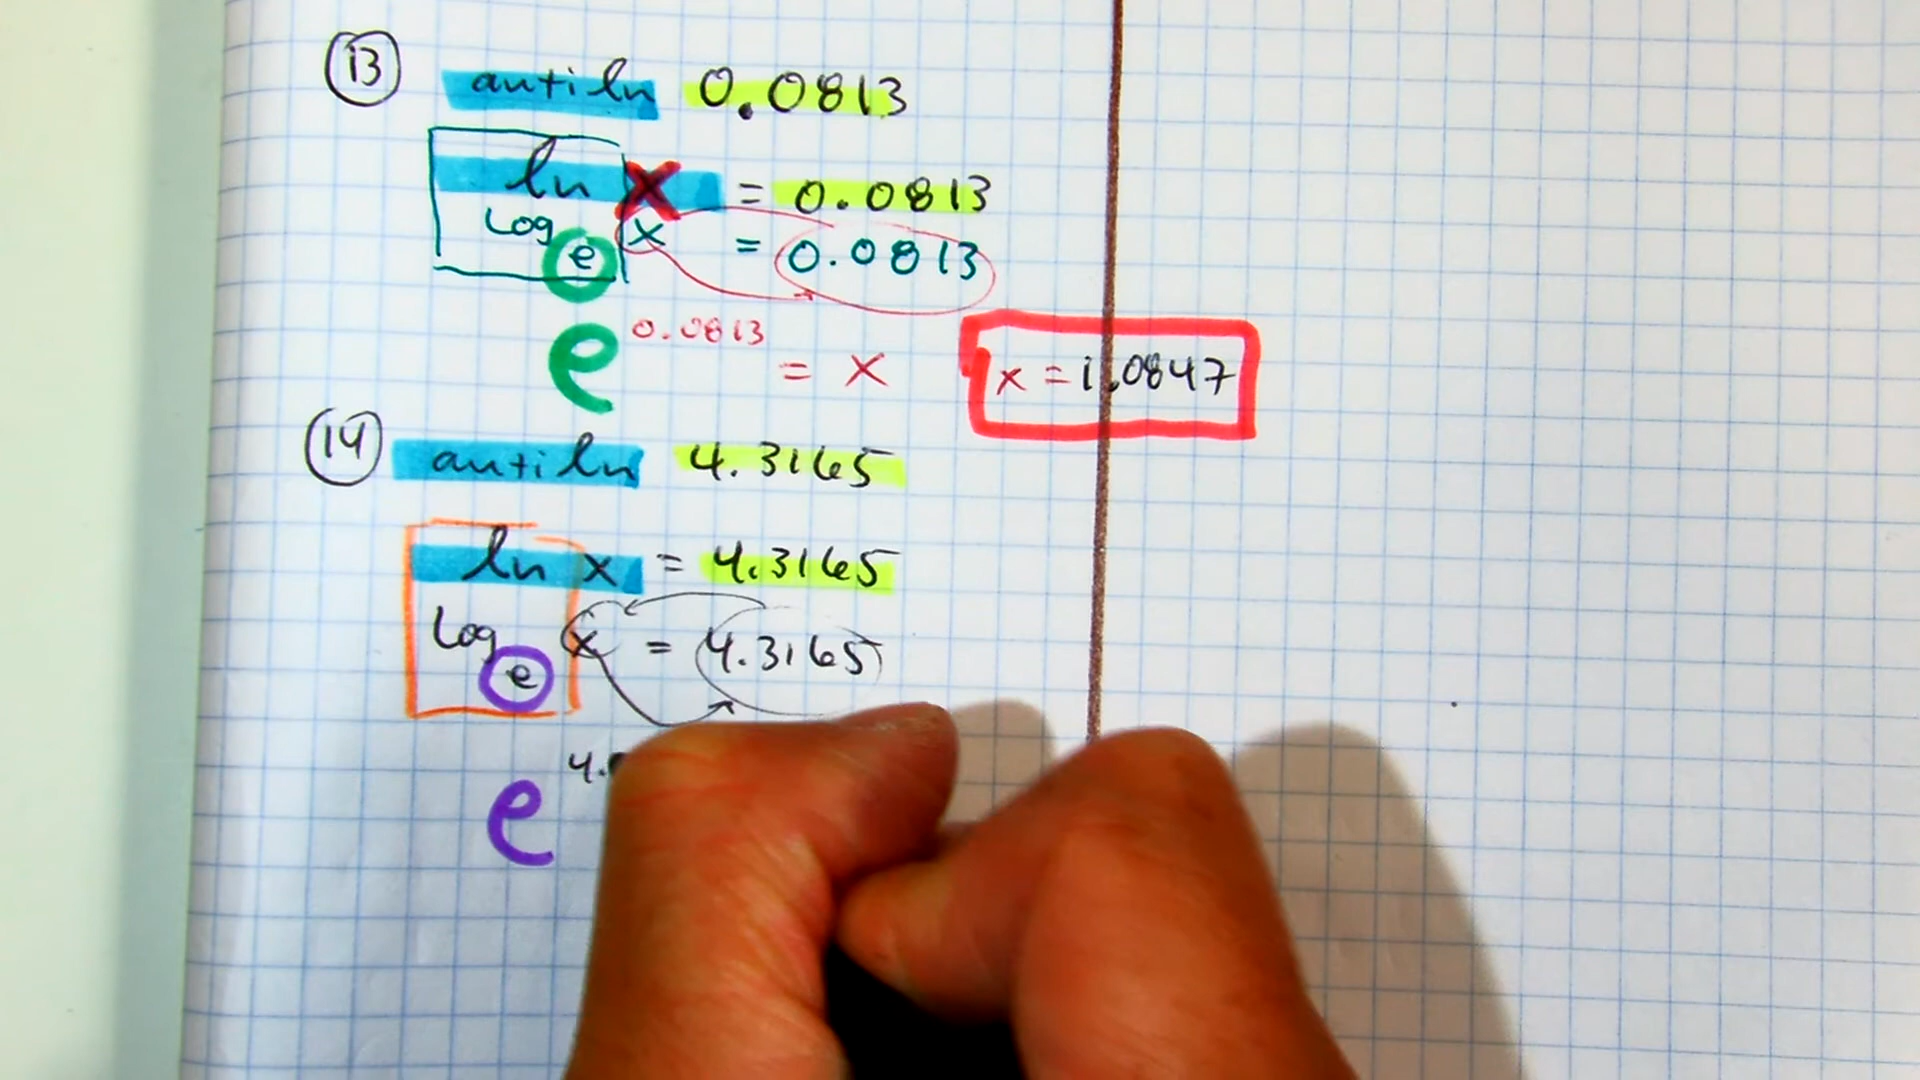 13 antiln 0.0813
ln x = 0.0813
log e x = 0.0813
e 0.0813 = x
x = 1.0847
14 antiln 4.3165
ln x = 4.3165
log e x = 4.3165
e 4.